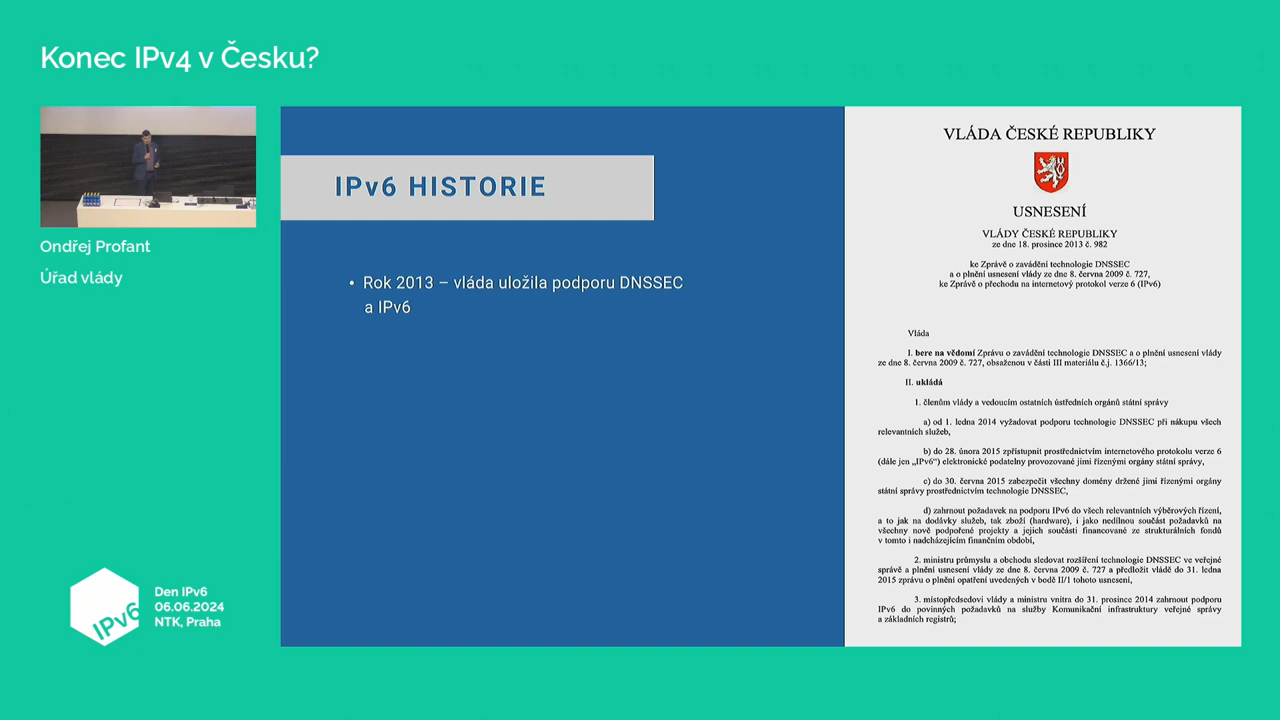 Konec IPv4 v Česku?
Ondřej Profant
Úřad vlády
IPv6 HISTORIE
• Rok 2013 – vláda uložila podporu DNSSEC
a IPv6
VLÁDA ČESKÉ REPUBLIKY
USNESENÍ
VLÁDY ČESKÉ REPUBLIKY
ze dne 18. prosince 2013 č. 982
ke Zprávě o zavádění technologie DNSSEC
a o plnění usnesení vlády ze dne 8. června 2009 č. 727,
ke Zprávě o přechodu na internetový protokol verze 6 (IPv6)
Vláda
I. bere na vědomí Zprávu o zavádění technologie DNSSEC a o plnění usnesení vlády
ze dne 8. června 2009 č. 727, obsaženou v části III materiálu č.j. 1366/13;
II. ukládá
1. členům vlády a vedoucím ostatních ústředních orgánů státní správy
a) od 1. ledna 2014 vyžadovat podporu technologie DNSSEC při nákupu všech
relevantních služeb,
b) do 28. února 2015 zpřístupnit prostřednictvím internetového protokolu verze 6
(dále jen „IPv6“) elektronické podatelny provozované jimi řízenými orgány státní správy,
c) do 30. června 2015 zabezpečit všechny domény držené jimi řízenými orgány
státní správy prostřednictvím technologie DNSSEC,
d) zahrnout požadavek na podporu IPv6 do všech relevantních výběrových řízení,
a to jak na dodávky služeb, tak zboží (hardware), i jako nedílnou součást požadavků na
všechny nově podpořené projekty a jejich součásti financované ze strukturálních fondů
v tomto i nadcházejícím finančním období,
2. ministru průmyslu a obchodu sledovat rozšíření technologie DNSSEC ve veřejné
správě a plnění usnesení vlády ze dne 8. června 2009 č. 727 a předložit vládě do 31. ledna
2015 zprávu o plnění opatření uvedených v bodě II/1 tohoto usnesení,
3. místopředsedovi vlády a ministru vnitra do 31. prosince 2014 zahrnout podporu
IPv6 do povinných požadavků na služby Komunikační infrastruktury veřejné správy
a základních registrů;
IPv6
Den IPv6
06.06.2024
NTK, Praha